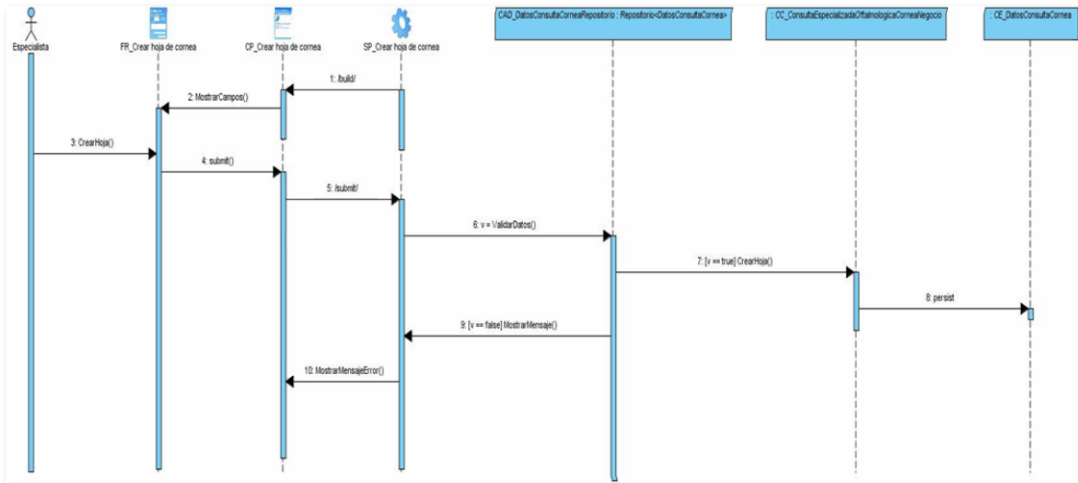 Especialista
FR_Crear hoja de cornea
CP_Crear hoja de cornea
SP_Crear hoja de cornea
CAD_DatosConsultaCorneaRepositorio : Repositorio<DatosConsultaCornea>
: CC_ConsultaEspecializadaOftalmologicaCorneaNegocio
: CE_DatosConsultaCornea
1: /build/
2: MostrarCampos()
3: CrearHoja()
4: submit()
5: /submit/
6: v = ValidarDatos()
7: [v == true] CrearHoja()
8: persist
9: [v == false] MostrarMensaje()
10: MostrarMensajeError()